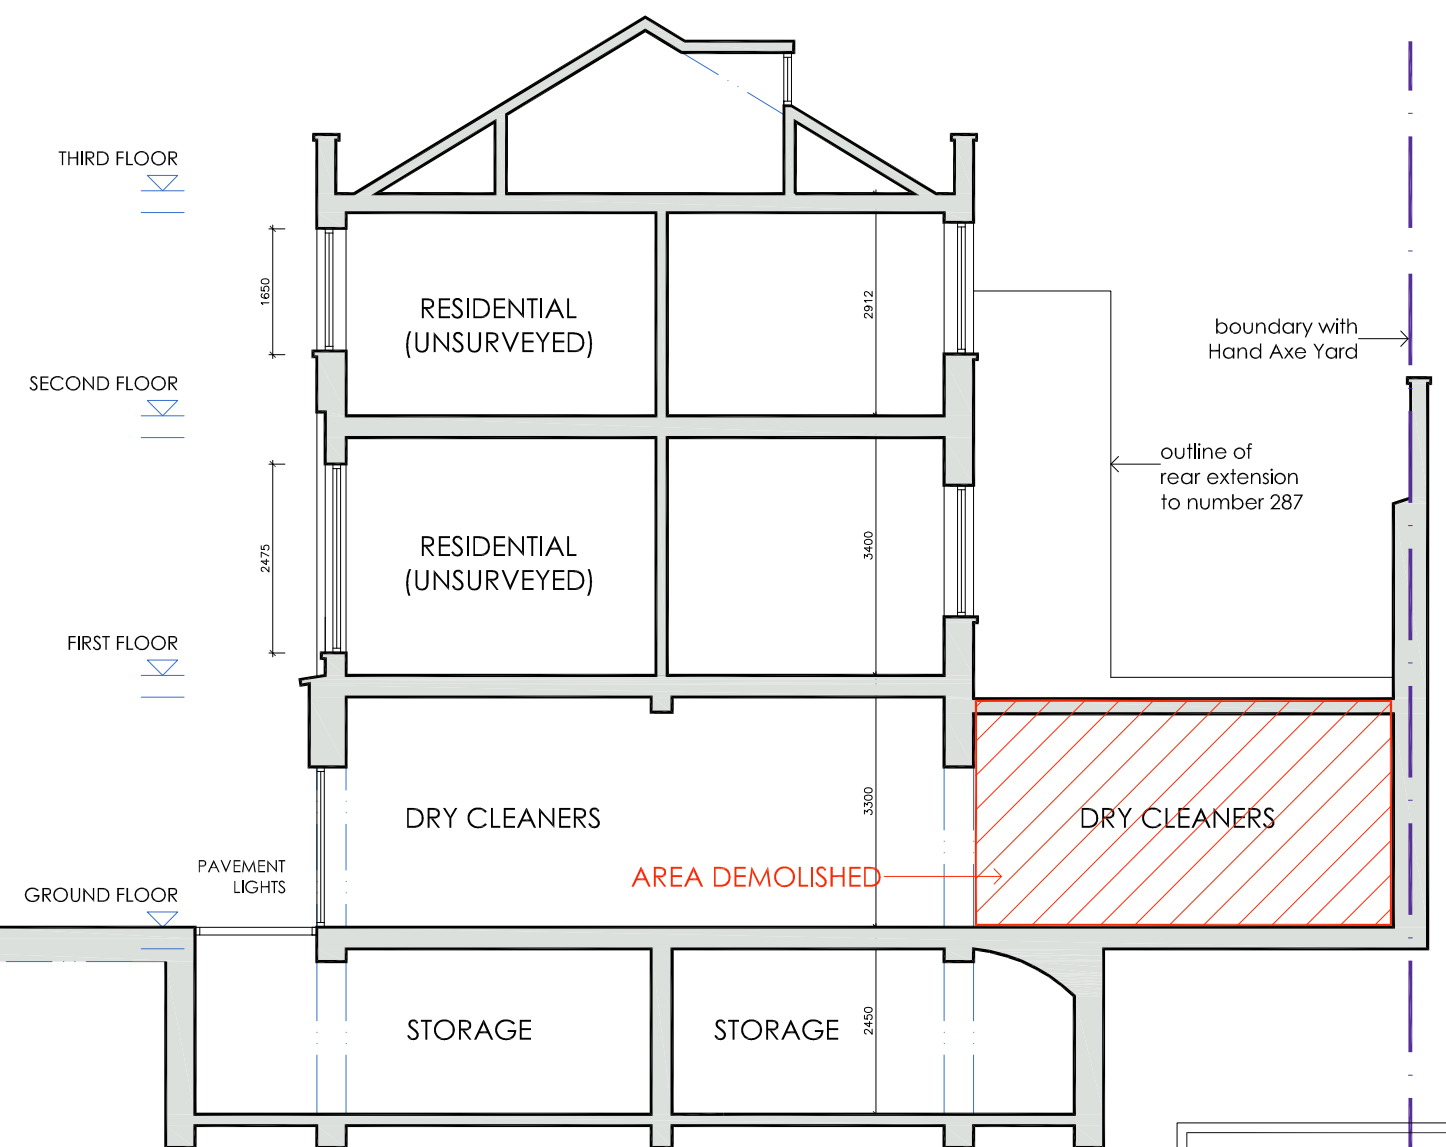 THIRD FLOOR
1650
RESIDENTIAL
(UNSURVEYED)
2912
boundary with
Hand Axe Yard
SECOND FLOOR
outline of
rear extension
to number 287
2475
RESIDENTIAL
(UNSURVEYED)
3400
FIRST FLOOR
3300
DRY CLEANERS
DRY CLEANERS
PAVEMENT
LIGHTS
AREA DEMOLISHED
GROUND FLOOR
STORAGE
STORAGE
2450